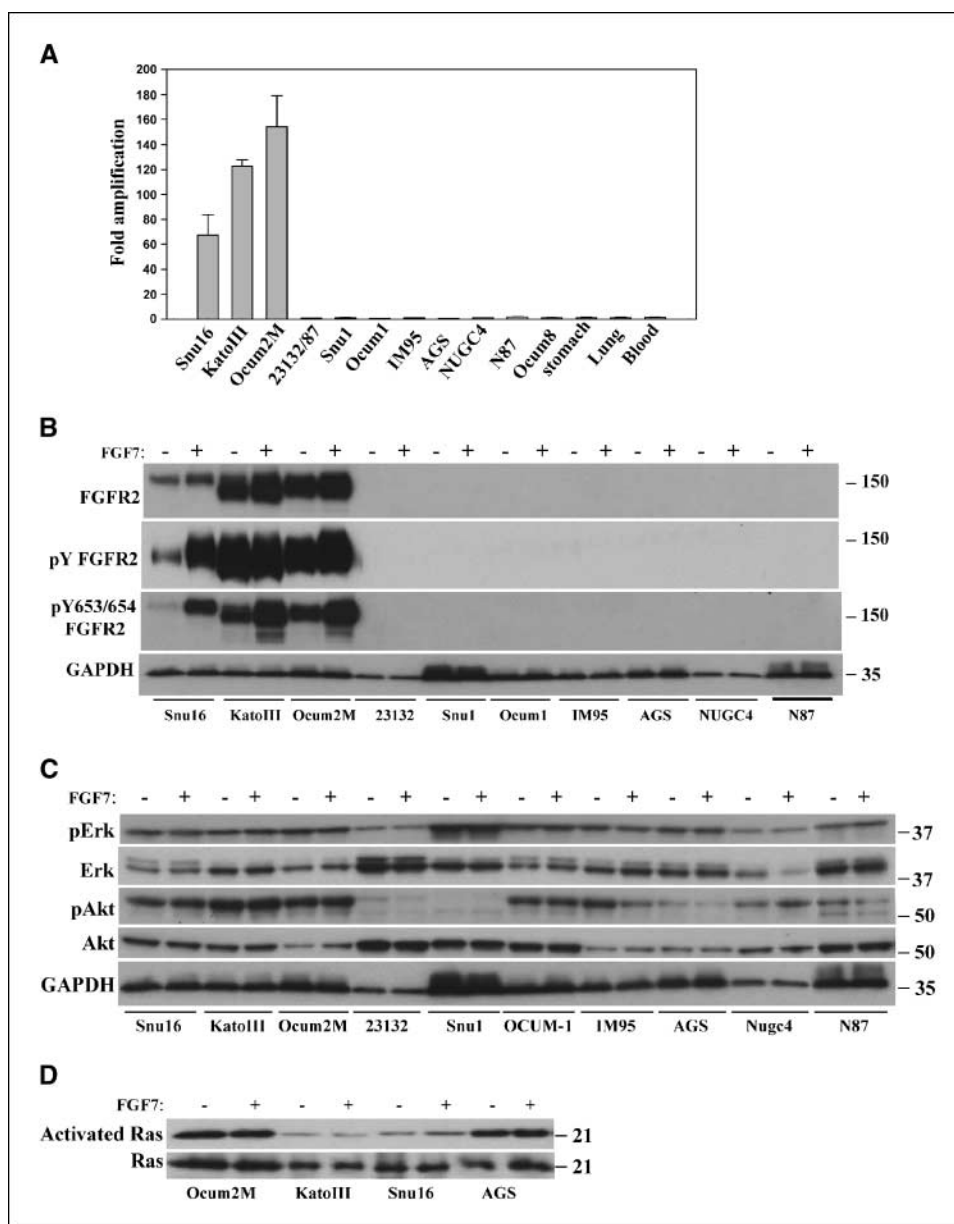 A
200
180
160
140
120
100
80
60
40
20
0
Fold amplification
Snu16 KatoIII Ocum2M 23132/87 Snu1 Ocum1 IM95 AGS NUGC4 N87 Ocum8 stomach Lung Blood
B
FGF7: - + - + - + - + - + - + - + - + - + - +
FGFR2 – 150
pY FGFR2 – 150
pY653/654
FGFR2 – 150
GAPDH – 35
Snu16 KatoIII Ocum2M 23132 Snu1 Ocum1 IM95 AGS NUGC4 N87
C
FGF7: - + - + - + - + - + - + - + - + - + - +
pErk – 37
Erk – 37
pAkt – 50
Akt – 50
GAPDH – 35
Snu16 KatoIII Ocum2M 23132 Snu1 OCUM-1 IM95 AGS Nugc4 N87
D
FGF7: - + - + - + - +
Activated Ras – 21
Ras – 21
Ocum2M KatoIII Snu16 AGS